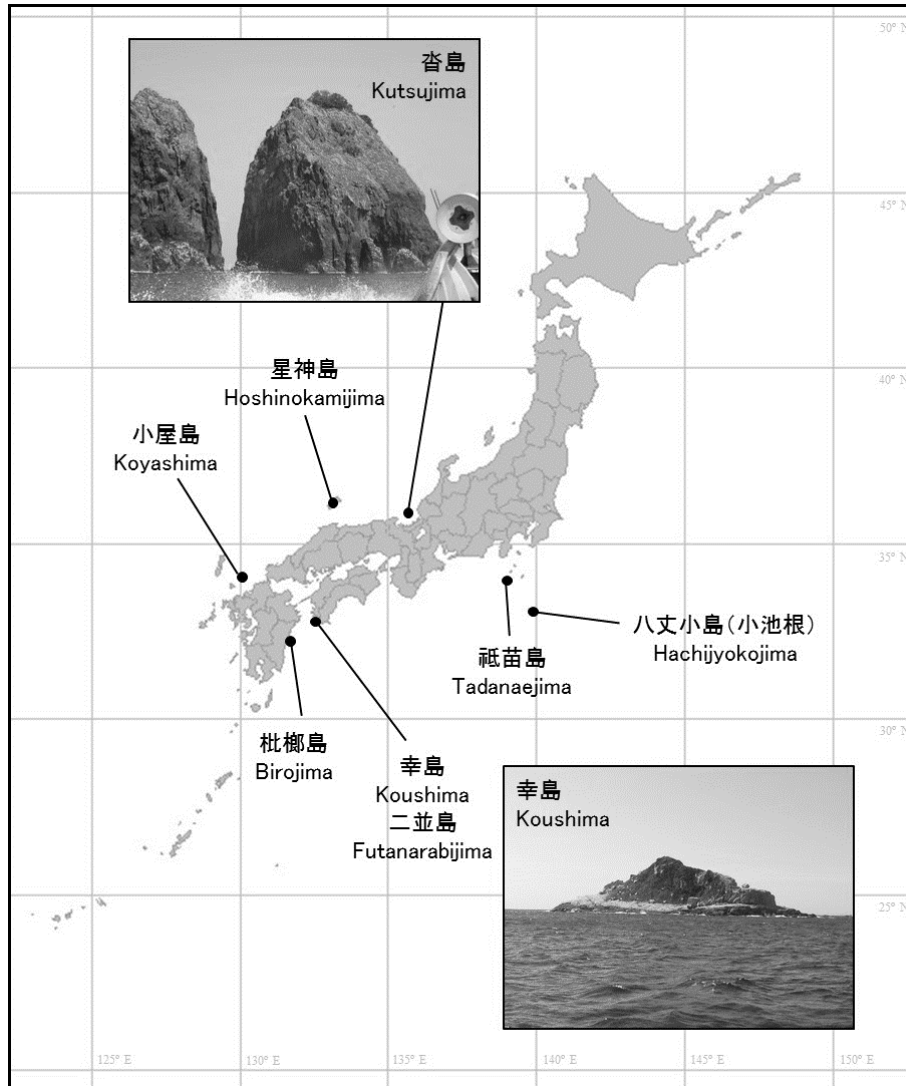 50° N
沓島
Kutsujima
45° N
40° N
星神島
Hoshinokamijima
小屋島
Koyashima
35° N
八丈小島(小池根)
Hachijyokojima
祗苗島
Tadanaejima
30° N
枇榔島
Birojima
幸島
Koushima
二並島
Futanarabijima
幸島
Koushima
25° N
125° E
130° E
135° E
140° E
145° E
150° E